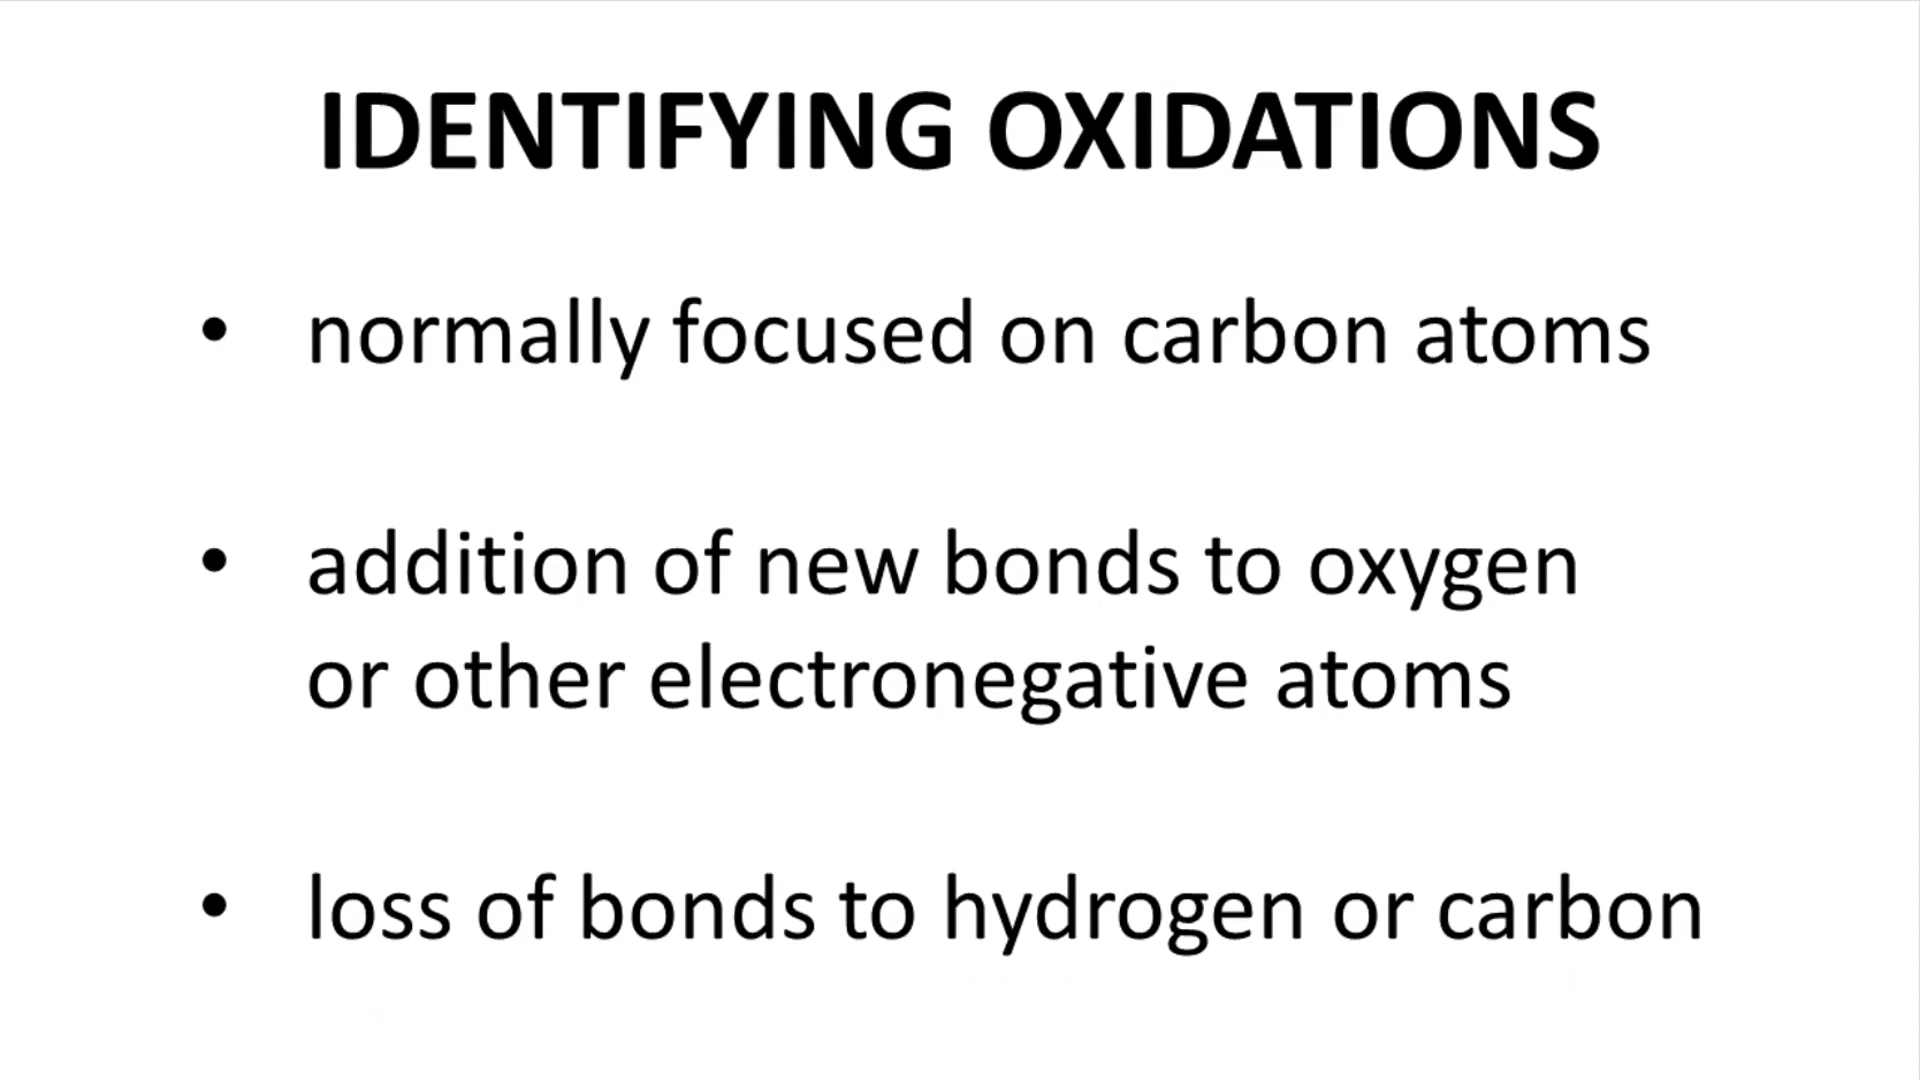 IDENTIFYING OXIDATIONS
• normally focused on carbon atoms
• addition of new bonds to oxygen
or other electronegative atoms
• loss of bonds to hydrogen or carbon